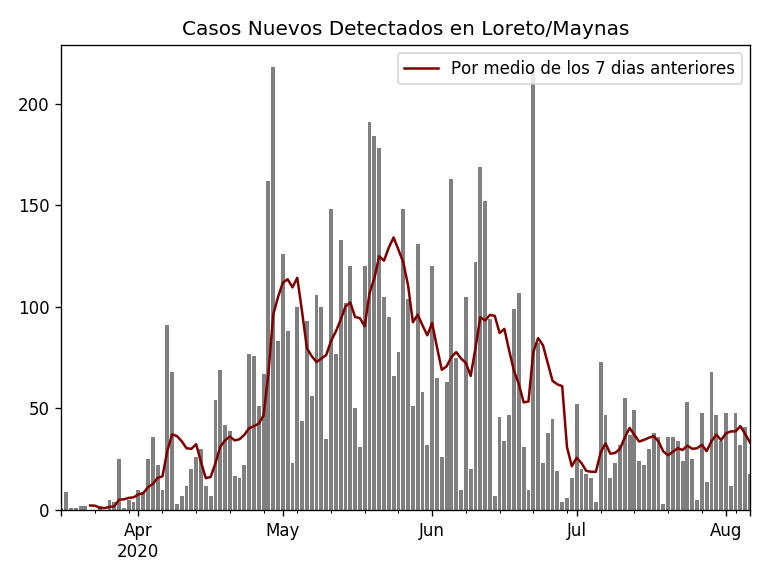 Casos Nuevos Detectados en Loreto/Maynas
Por medio de los 7 dias anteriores
200
150
100
50
0
Apr May Jun Jul Aug
2020